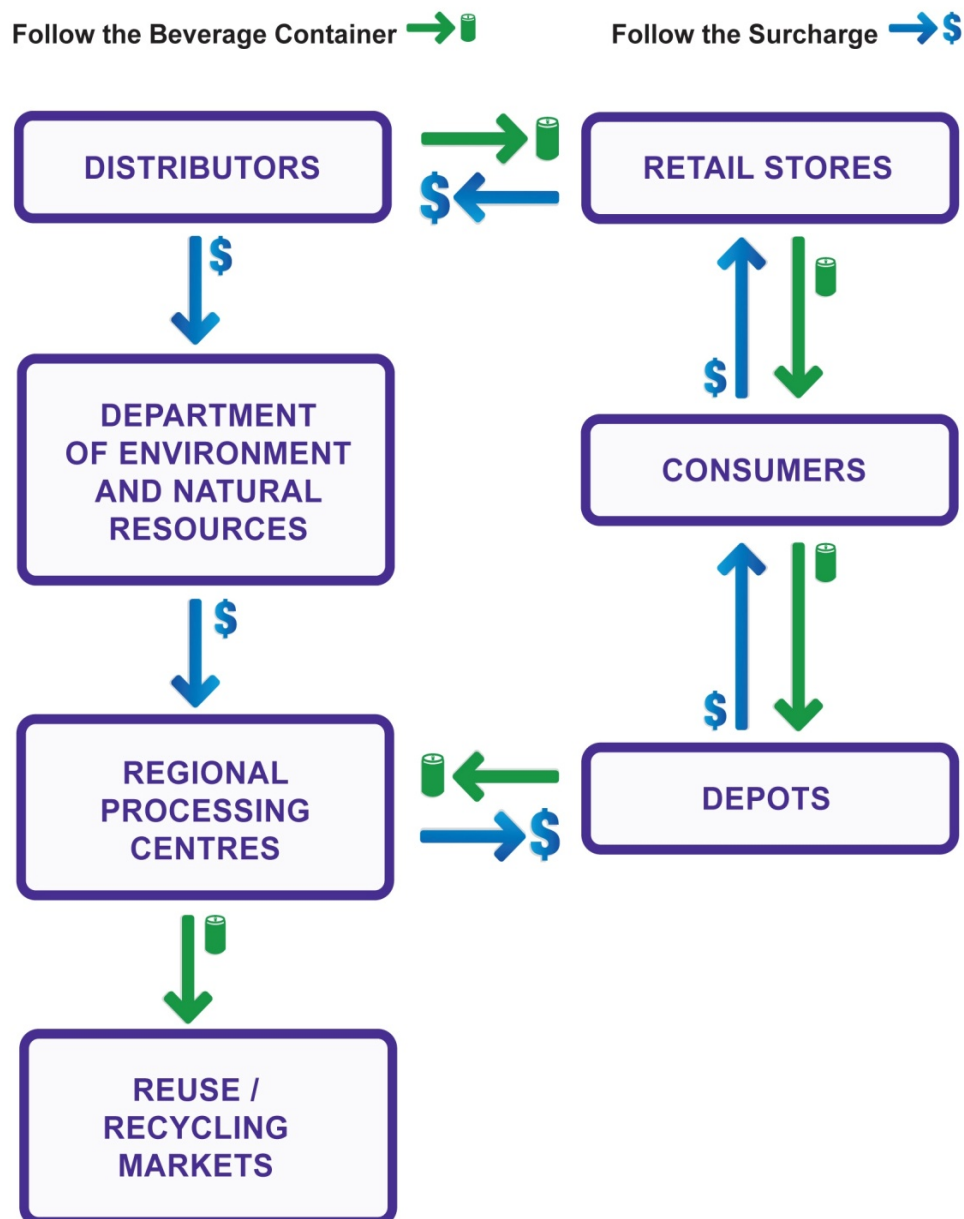 Follow the Beverage Container
Follow the Surcharge $
DISTRIBUTORS
$
RETAIL STORES
$
$
DEPARTMENT
OF ENVIRONMENT
AND NATURAL
RESOURCES
CONSUMERS
$
$
REGIONAL
PROCESSING
CENTRES
$
DEPOTS
REUSE /
RECYCLING
MARKETS